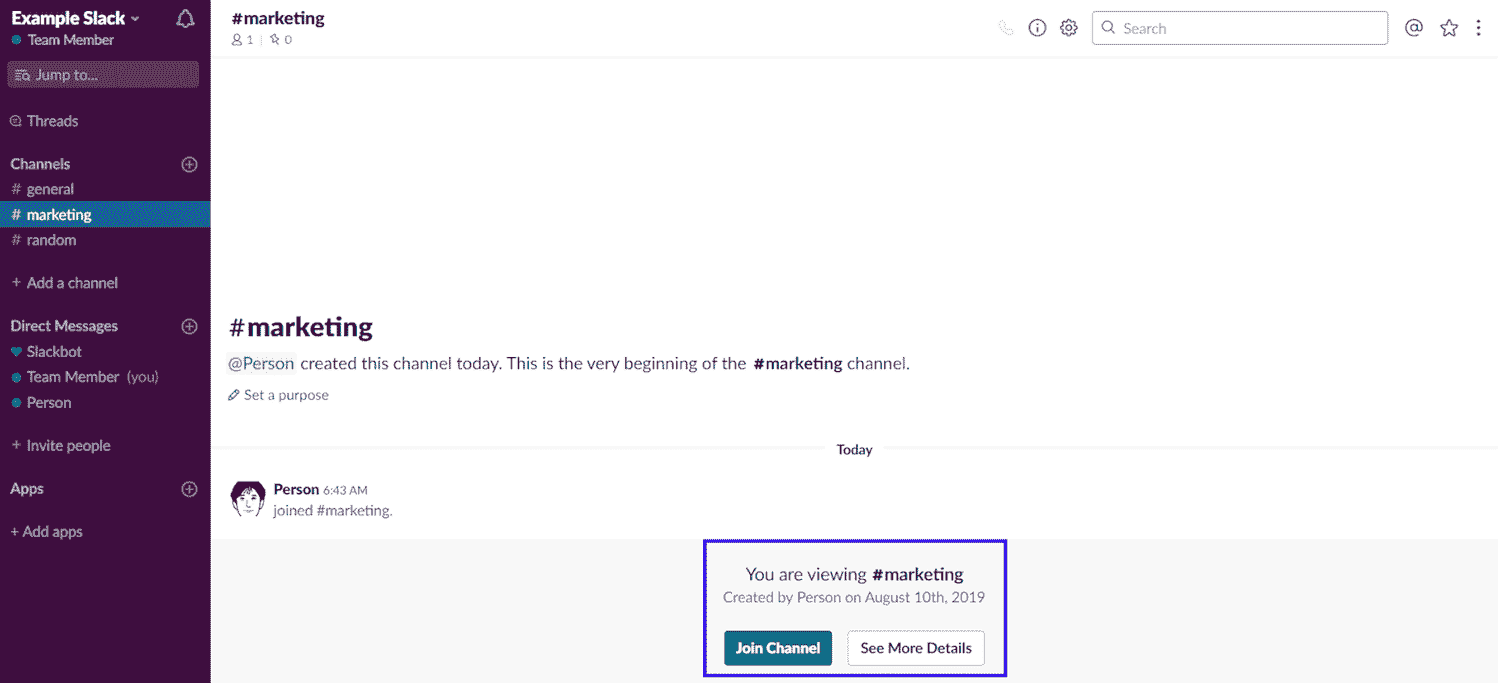 Example Slack
Team Member
Jump to...
Threads
Channels
# general
# marketing
# random
+ Add a channel
Direct Messages
Slackbot
Team Member (you)
Person
+ Invite people
Apps
+ Add apps
#marketing
1 | 0
Search
#marketing
@Person created this channel today. This is the very beginning of the #marketing channel.
Set a purpose
Today
Person 6:43 AM
joined #marketing.
You are viewing #marketing
Created by Person on August 10th, 2019
Join Channel
See More Details